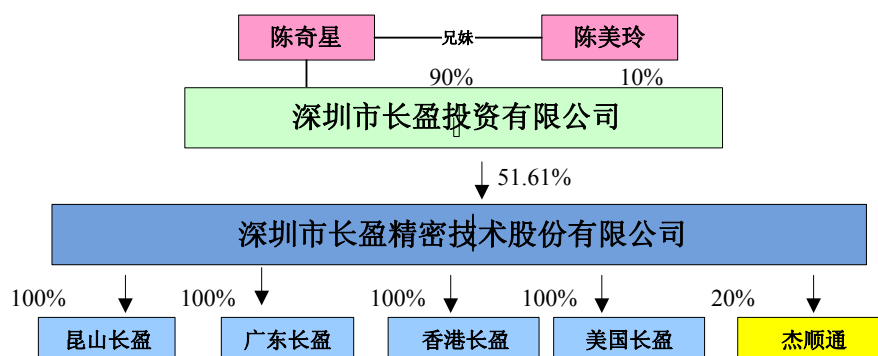 陈奇星 兄妹 陈美玲
90% 10%
深圳市长盈投资有限公司
51.61%
深圳市长盈精密技术股份有限公司
100% 100% 100% 100% 20%
昆山长盈 广东长盈 香港长盈 美国长盈 杰顺通